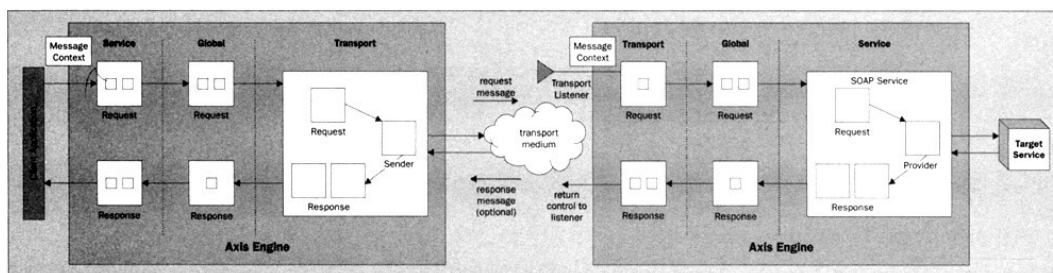 Message
Context
Service
Global
Transport
Request
Request
Request
Sender
Response
Response
Response
Client Application
Axis Engine
request
message
transport
medium
response
message
(optional)
Transport
Listener
return
control to
listener
Message
Context
Transport
Global
Service
SOAP Service
Request
Request
Request
Provider
Response
Response
Response
Axis Engine
Target
Service